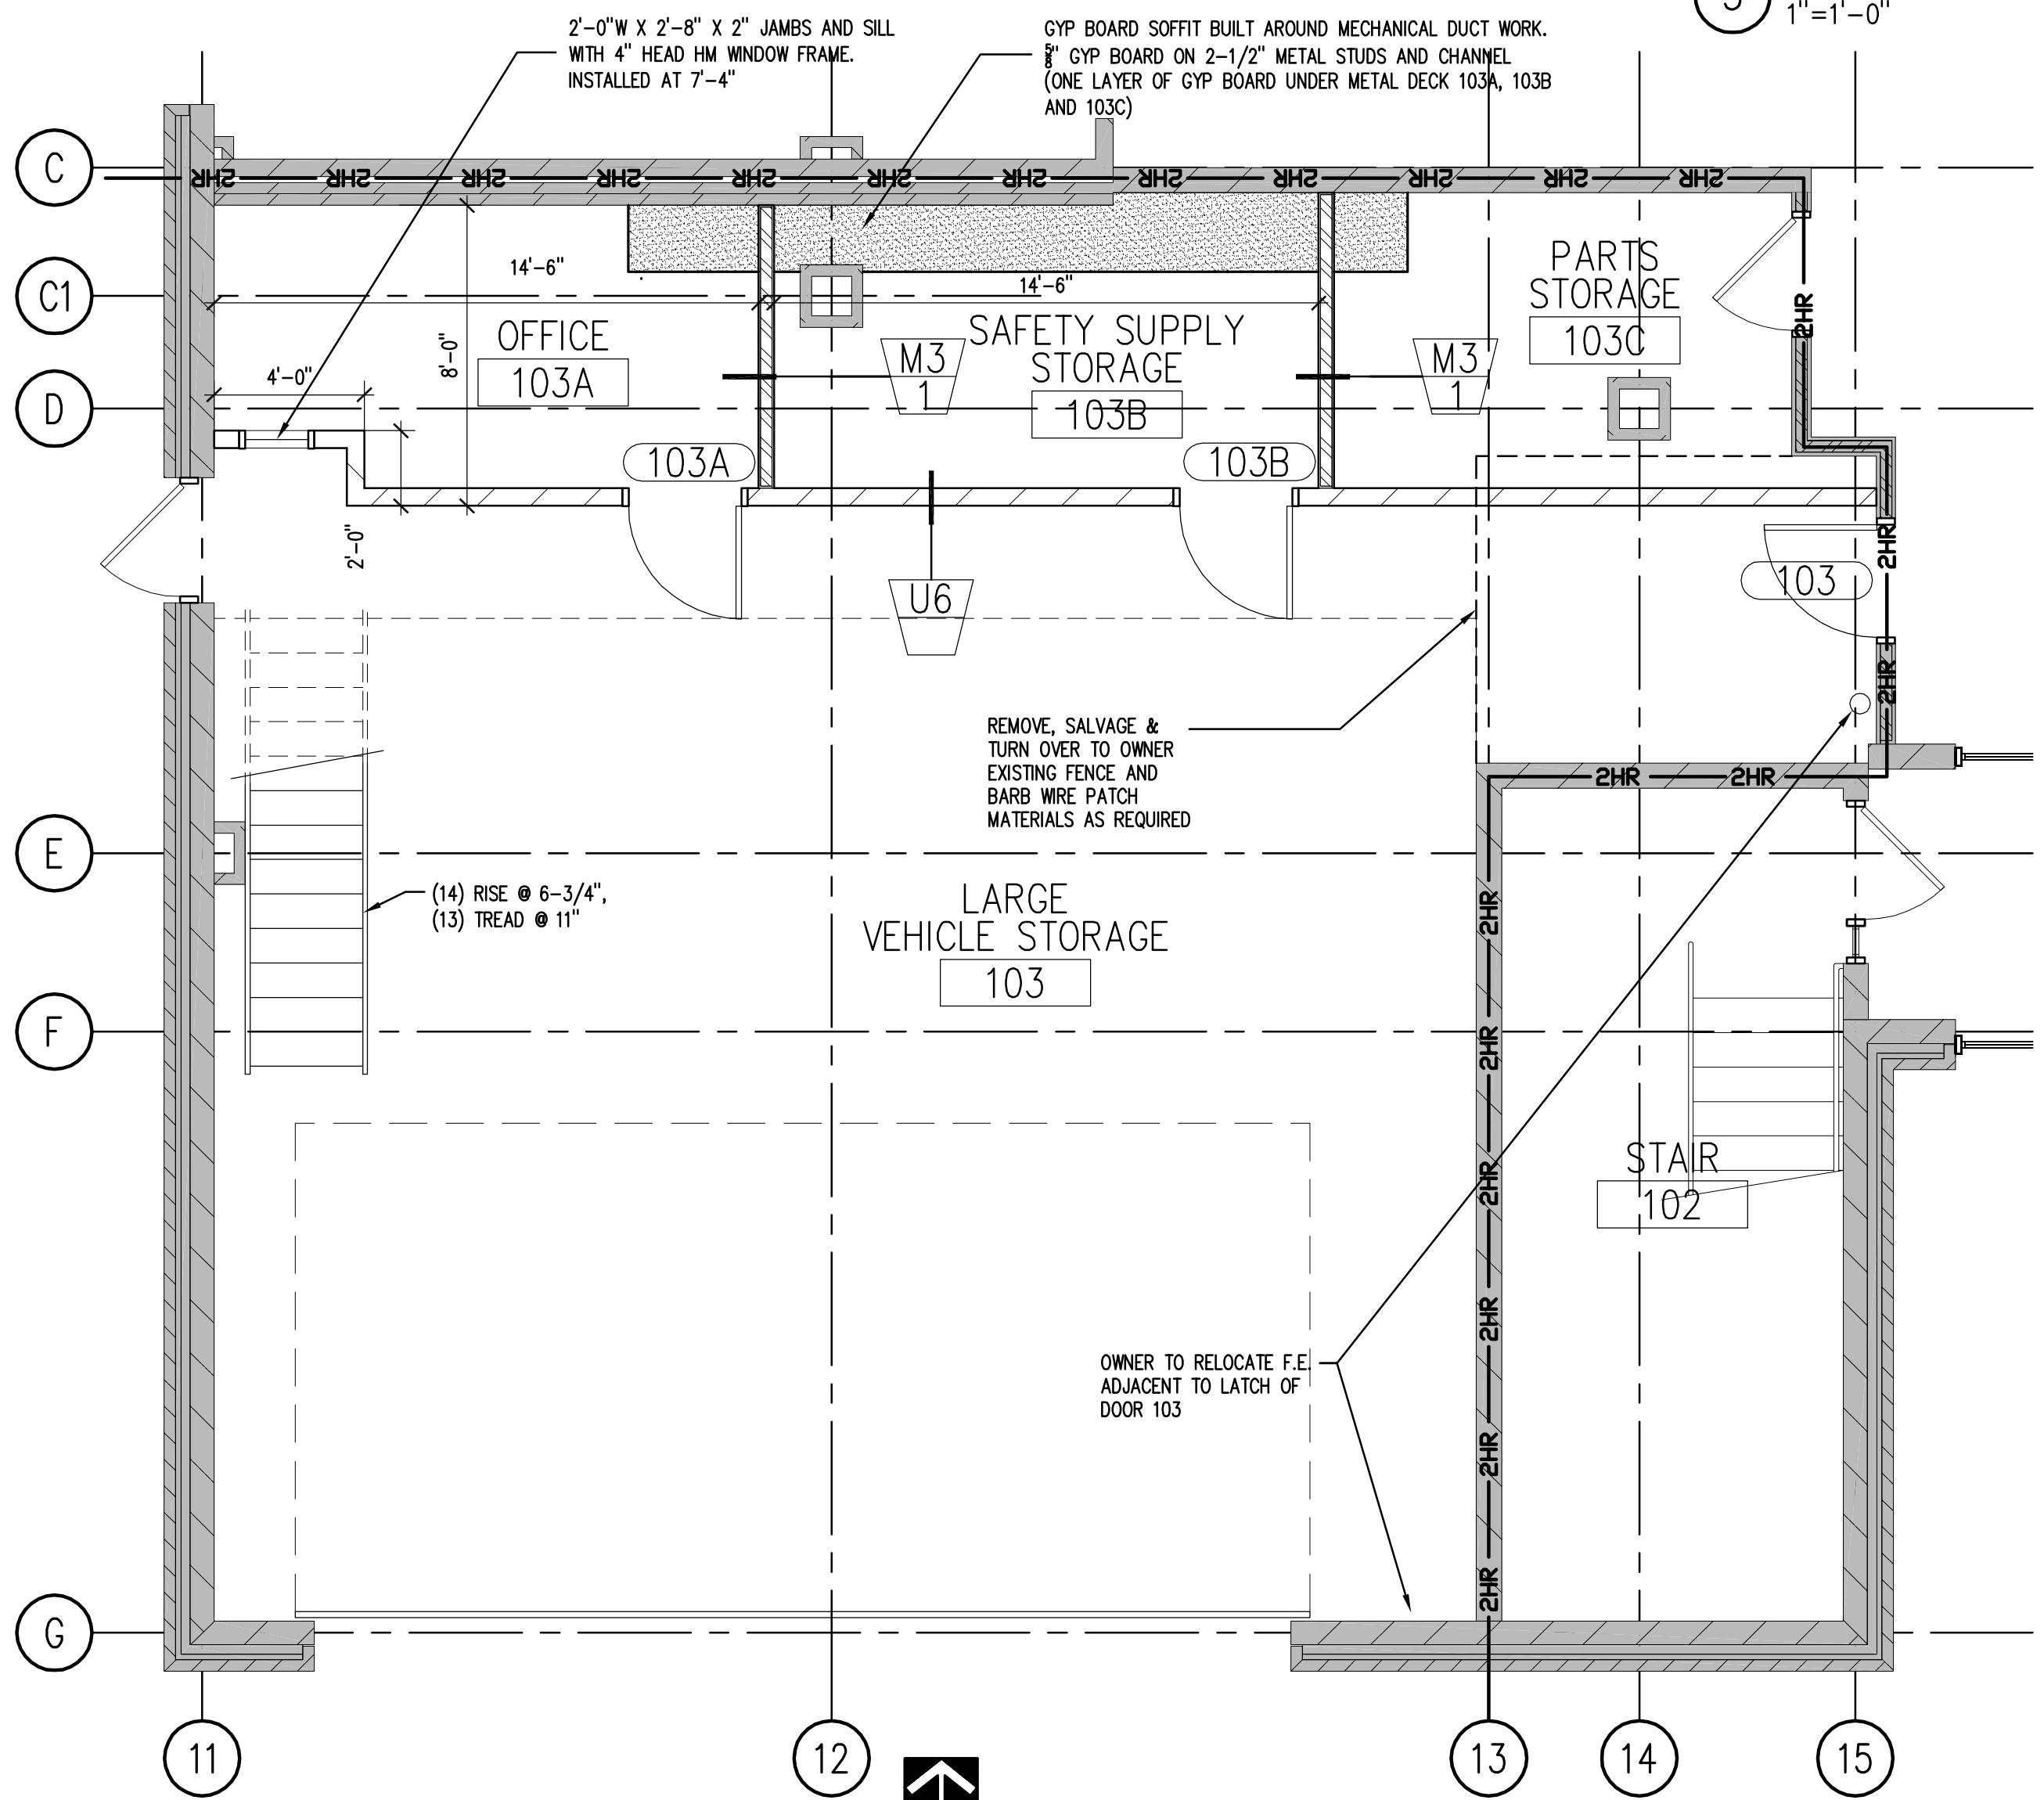 2'-0"W X 2'-8" X 2" JAMBS AND SILL
WITH 4" HEAD HM WINDOW FRAME.
INSTALLED AT 7'-4"
GYP BOARD SOFFIT BUILT AROUND MECHANICAL DUCT WORK.
5/8" GYP BOARD ON 2-1/2" METAL STUDS AND CHANNEL
(ONE LAYER OF GYP BOARD UNDER METAL DECK 103A, 103B
AND 103C)
1"=1'-0"
C
2HR 2HR 2HR 2HR 2HR 2HR 2HR 2HR 2HR 2HR 2HR 2HR
C1
14'-6"
14'-6"
PARTS
STORAGE
103C
2HR
OFFICE
103A
8'-0"
4'-0"
SAFETY SUPPLY
STORAGE
103B
M3
1
M3
1
D
103A
103B
2'-0"
U6
103
2HR
2HR
REMOVE, SALVAGE &
TURN OVER TO OWNER
EXISTING FENCE AND
BARB WIRE PATCH
MATERIALS AS REQUIRED
2HR 2HR
E
(14) RISE @ 6-3/4",
(13) TREAD @ 11"
LARGE
VEHICLE STORAGE
103
2HR
F
2HR
STAIR
102
2HR
2HR
OWNER TO RELOCATE F.E.
ADJACENT TO LATCH OF
DOOR 103
2HR
2HR
G
11
12
13
14
15